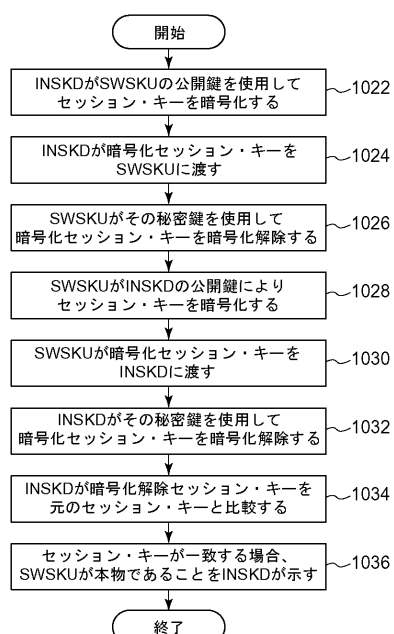 開始
INSKDがSWSKUの公開鍵を使用して
セッション・キーを暗号化する
1022
INSKDが暗号化セッション・キーを
SWSKUに渡す
1024
SWSKUがその秘密鍵を使用して
暗号化セッション・キーを暗号化解除する
1026
SWSKUがINSKDの公開鍵により
セッション・キーを暗号化する
1028
SWSKUが暗号化セッション・キーを
INSKDに渡す
1030
INSKDがその秘密鍵を使用して
暗号化セッション・キーを暗号化解除する
1032
INSKDが暗号化解除セッション・キーを
元のセッション・キーと比較する
1034
セッション・キーが一致する場合、
SWSKUが本物であることをINSKDが示す
1036
終了